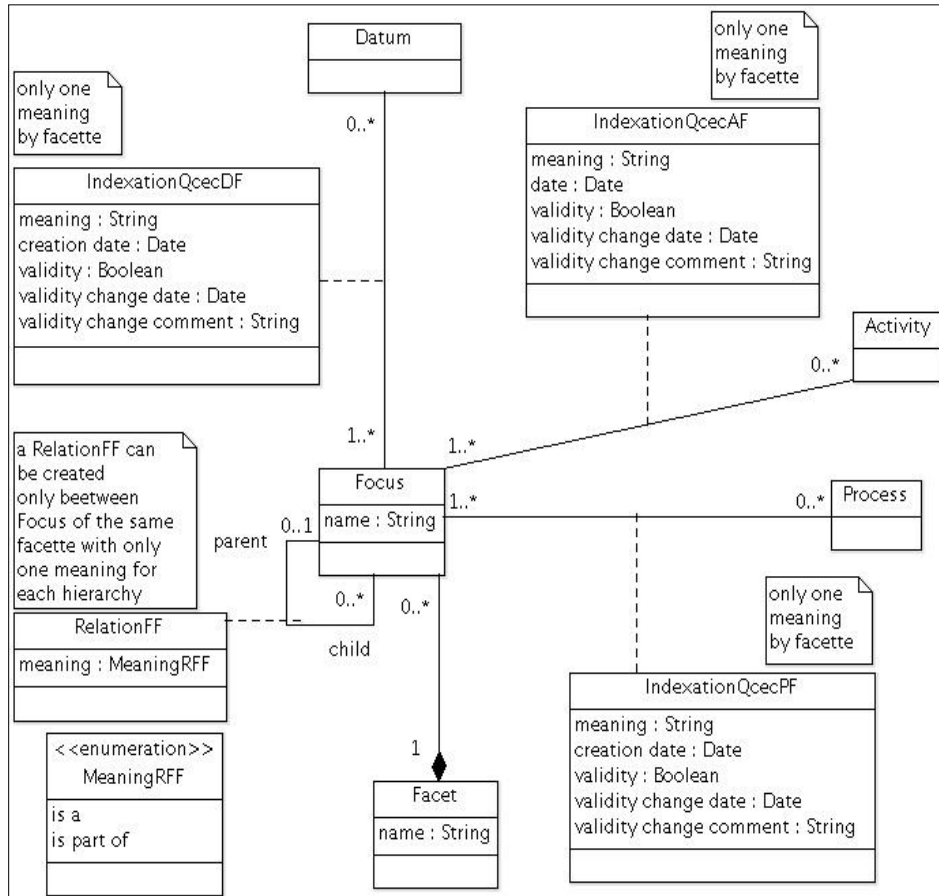 Datum
only one
meaning
by facette
only one
meaning
by facette
0..*
IndexationQcecAF
meaning : String
date : Date
validity : Boolean
validity change date : Date
validity change comment : String
IndexationQcecDF
meaning : String
creation date : Date
validity : Boolean
validity change date : Date
validity change comment : String
Activity
0..*
1..*
1..*
a RelationFF can
be created
only beetween
Focus of the same
facette with only
one meaning for
each hierarchy
Focus
name : String
1..*
0..*
Process
0..1
parent
0..*
0..*
child
RelationFF
meaning : MeaningRFF
only one
meaning
by facette
IndexationQcecPF
meaning : String
creation date : Date
validity : Boolean
validity change date : Date
validity change comment : String
<<enumeration>>
MeaningRFF
is a
is part of
1
Facet
name : String